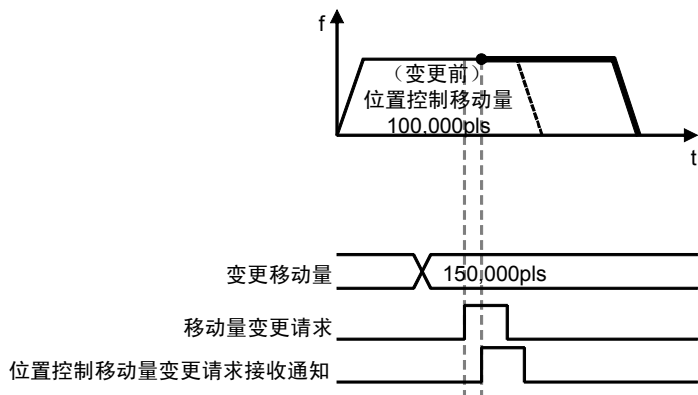 f
（变更前）
位置控制移动量
100,000pls
t
变更移动量
150,000pls
移动量变更请求
位置控制移动量变更请求接收通知